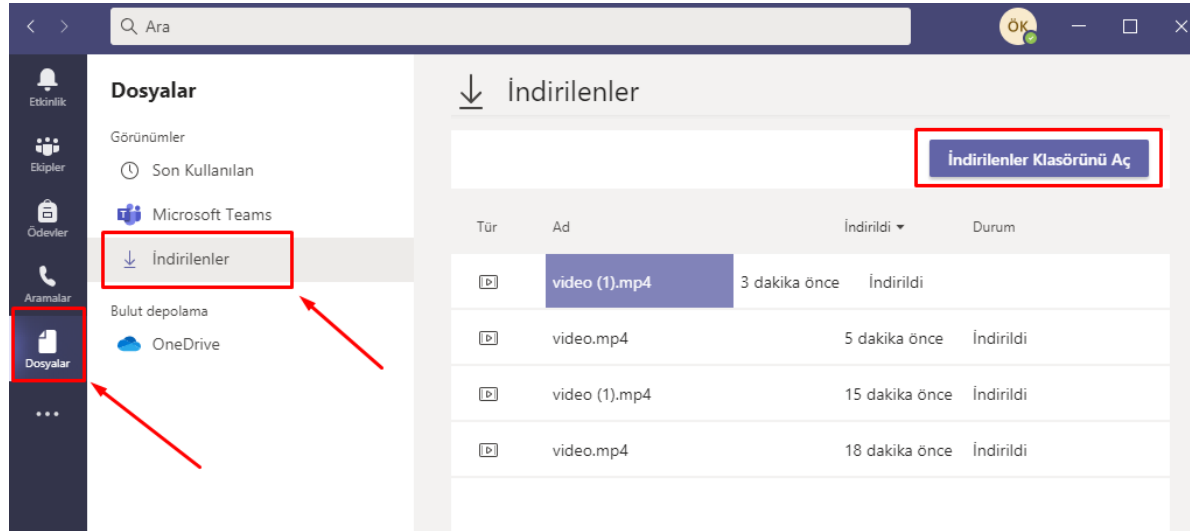 Ara
ÖK
Etkinlik
Ekipler
Ödevler
Aramalar
Dosyalar
Dosyalar
Görünümler
Son Kullanılan
Microsoft Teams
İndirilenler
Bulut depolama
OneDrive
İndirilenler
İndirilenler Klasörünü Aç
Tür Ad İndirildi Durum
video (1).mp4 3 dakika önce İndirildi
video.mp4 5 dakika önce İndirildi
video (1).mp4 15 dakika önce İndirildi
video.mp4 18 dakika önce İndirildi